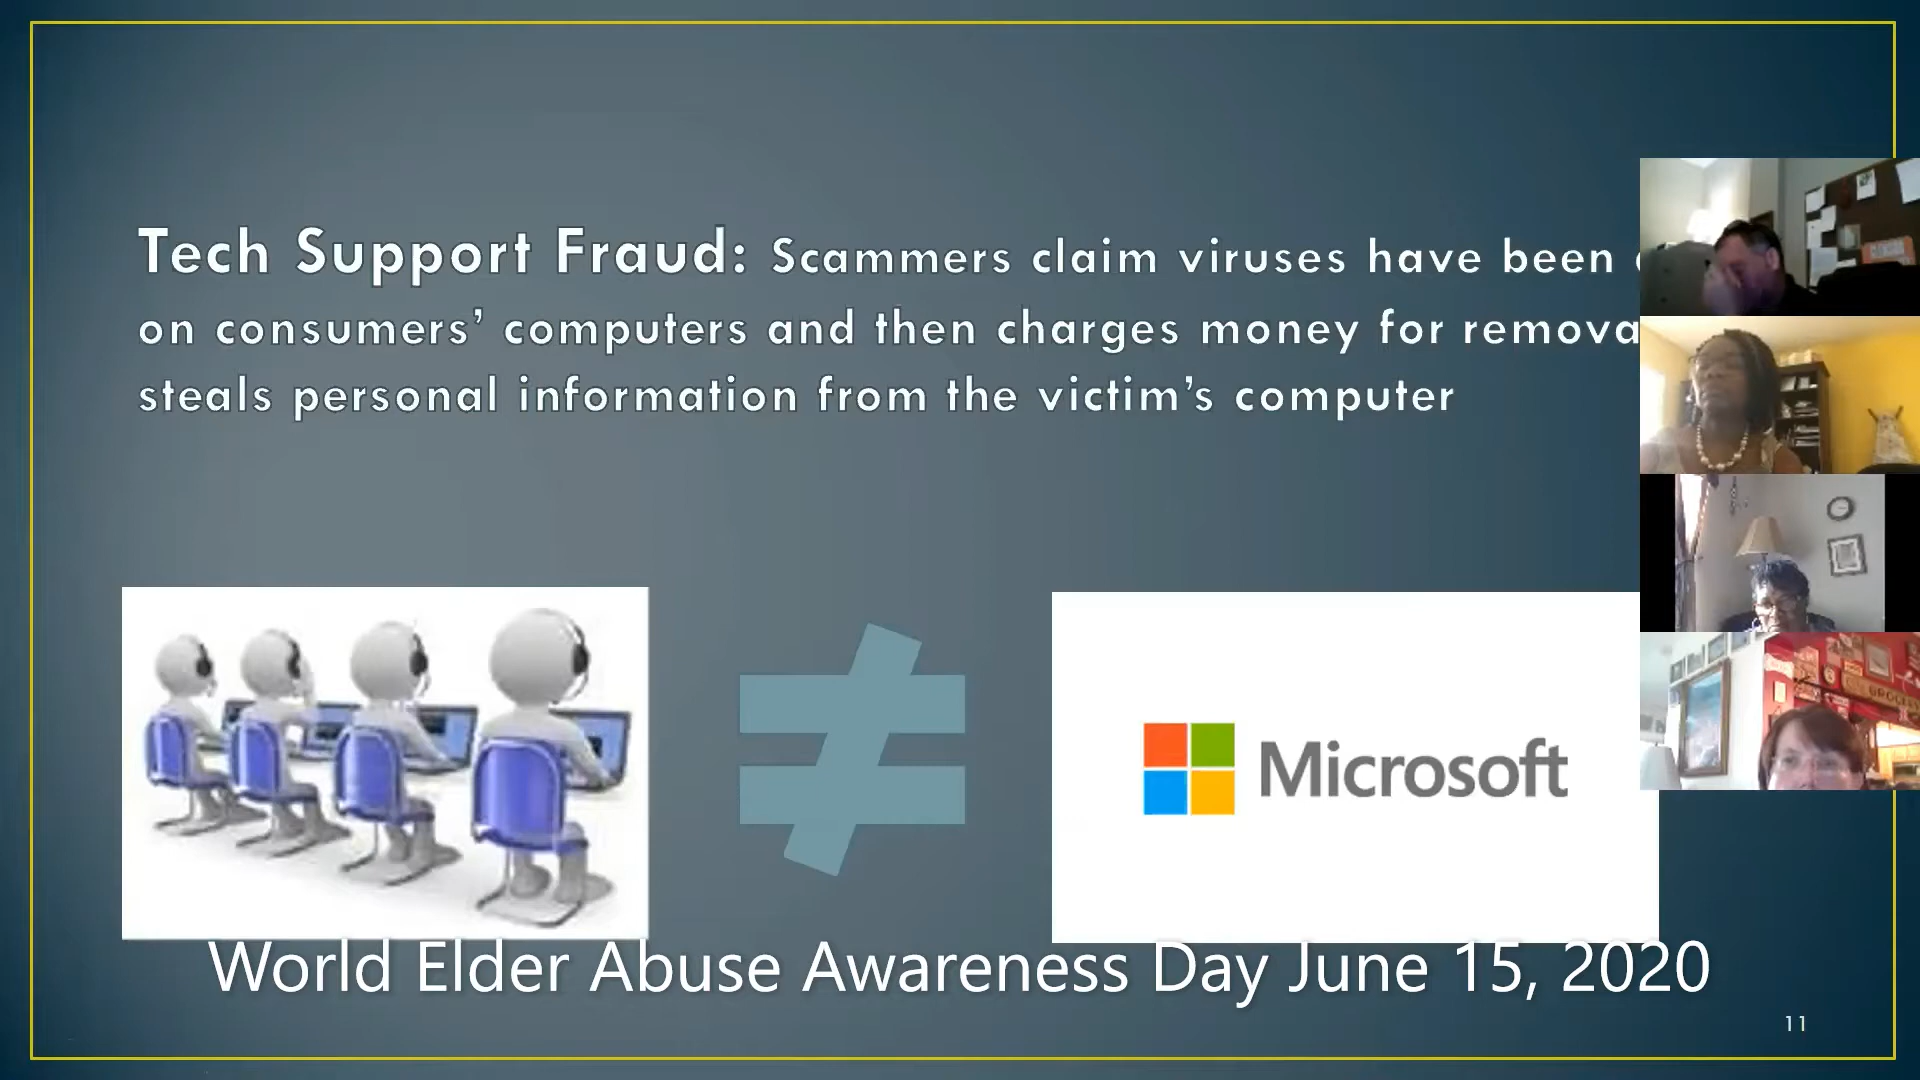 Tech Support Fraud: Scammers claim viruses have been
on consumers’ computers and then charges money for
steals personal information from the victim’s computer
Microsoft
World Elder Abuse Awareness Day June 15, 2020
11